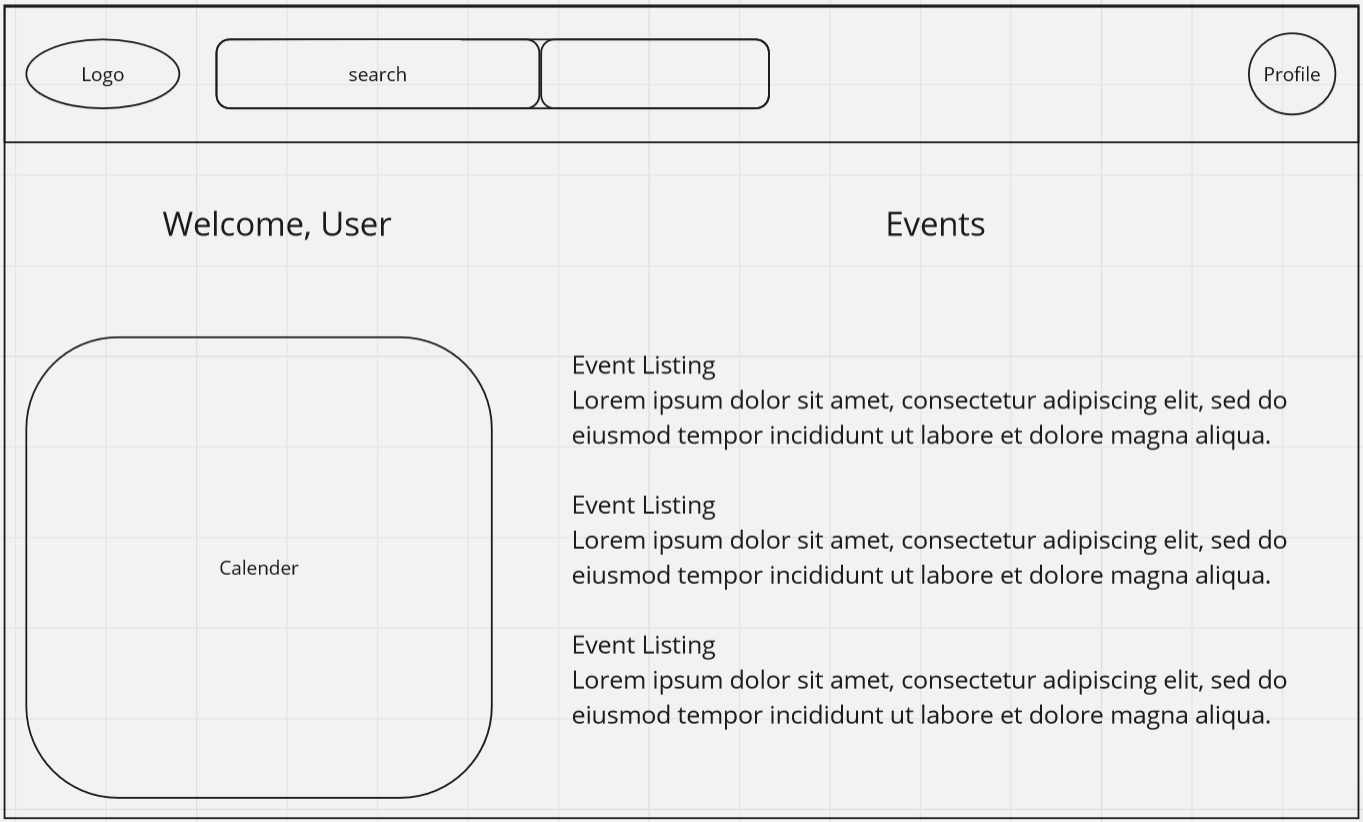 Logo
search
Profile
Welcome, User
Events
Calender
Event Listing
Lorem ipsum dolor sit amet, consectetur adipiscing elit, sed do
eiusmod tempor incididunt ut labore et dolore magna aliqua.
Event Listing
Lorem ipsum dolor sit amet, consectetur adipiscing elit, sed do
eiusmod tempor incididunt ut labore et dolore magna aliqua.
Event Listing
Lorem ipsum dolor sit amet, consectetur adipiscing elit, sed do
eiusmod tempor incididunt ut labore et dolore magna aliqua.